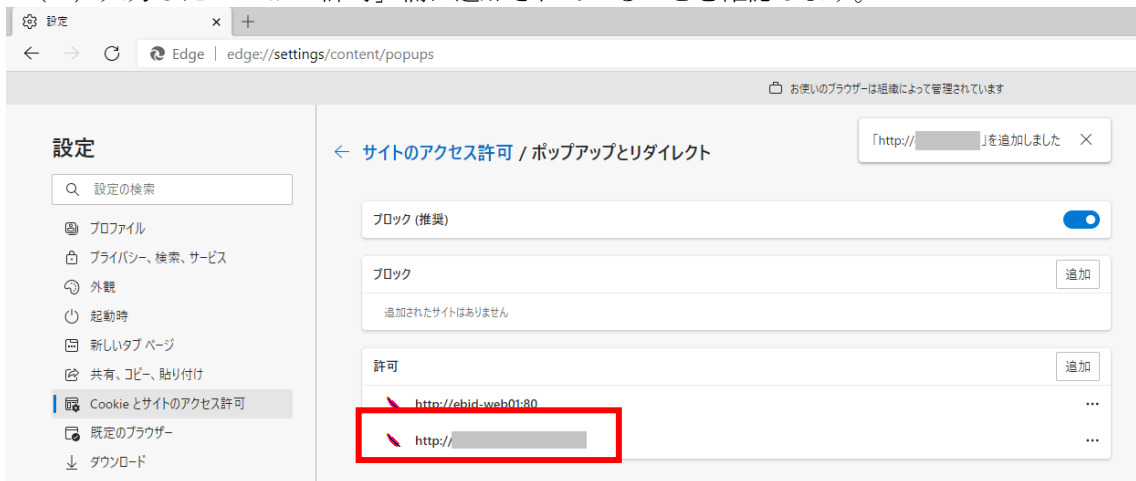 設定
Edge | edge://settings/content/popups
お使いのブラウザーは組織によって管理されています
設定
設定の検索
プロファイル
プライバシー、検索、サービス
外観
起動時
新しいタブ ページ
共有、コピー、貼り付け
Cookie とサイトのアクセス許可
既定のブラウザー
ダウンロード
サイトのアクセス許可 / ポップアップとリダイレクト
「http:// 」を追加しました
ブロック (推奨)
ブロック
追加
追加されたサイトはありません
許可
追加
http://ebid-web01:80
http://